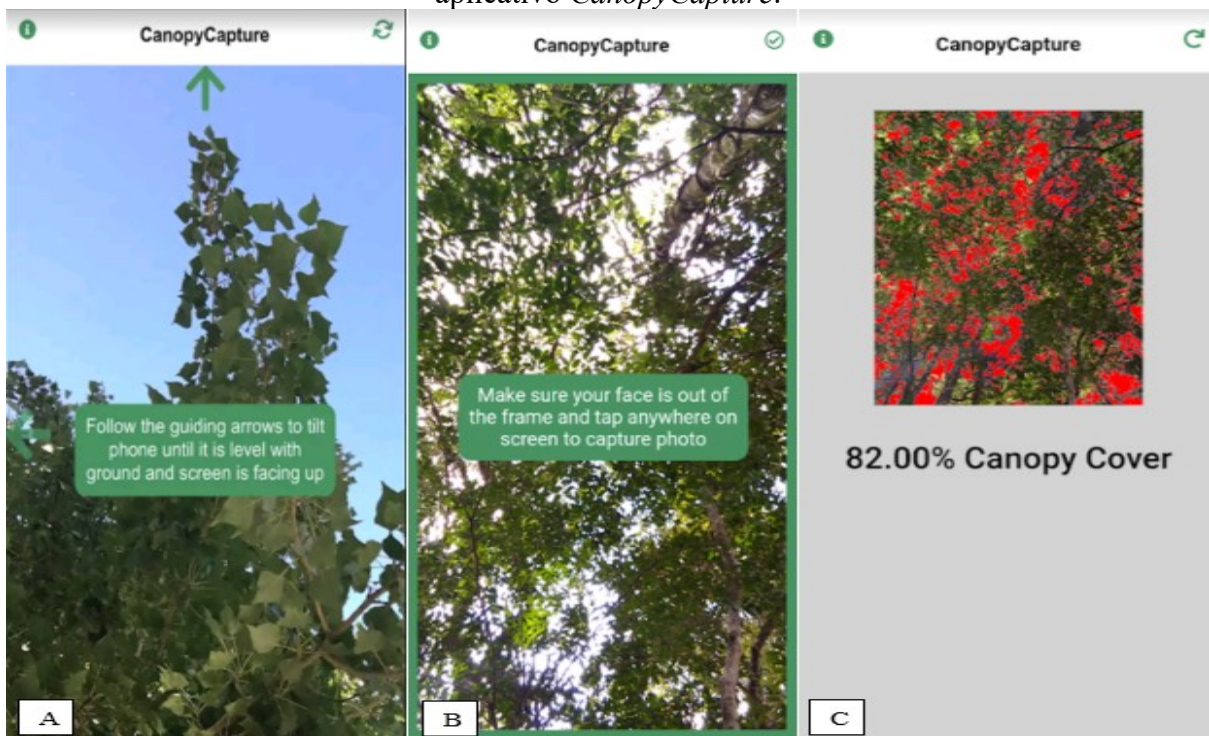 aplicativo CanopyCapture.
CanopyCapture
Follow the guiding arrows to tilt
phone until it is level with
ground and screen is facing up
A
CanopyCapture
Make sure your face is out of
the frame and tap anywhere on
screen to capture photo
B
CanopyCapture
82.00% Canopy Cover
C